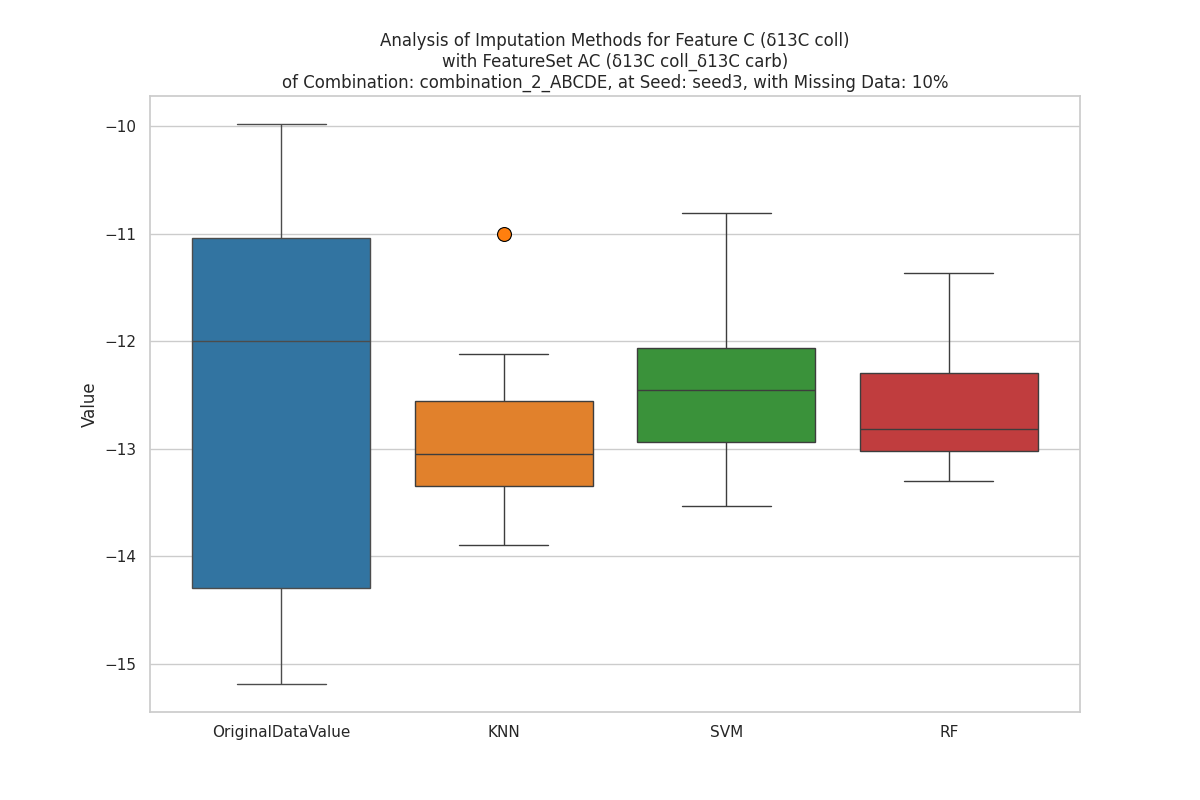 Analysis of Imputation Methods for Feature C (δ13C coll)
with FeatureSet AC (δ13C coll_δ13C carb)
of Combination: combination_2_ABCDE, at Seed: seed3, with Missing Data: 10%
−10
−11
−12
−13
−14
−15
Value
OriginalDataValue
KNN
SVM
RF